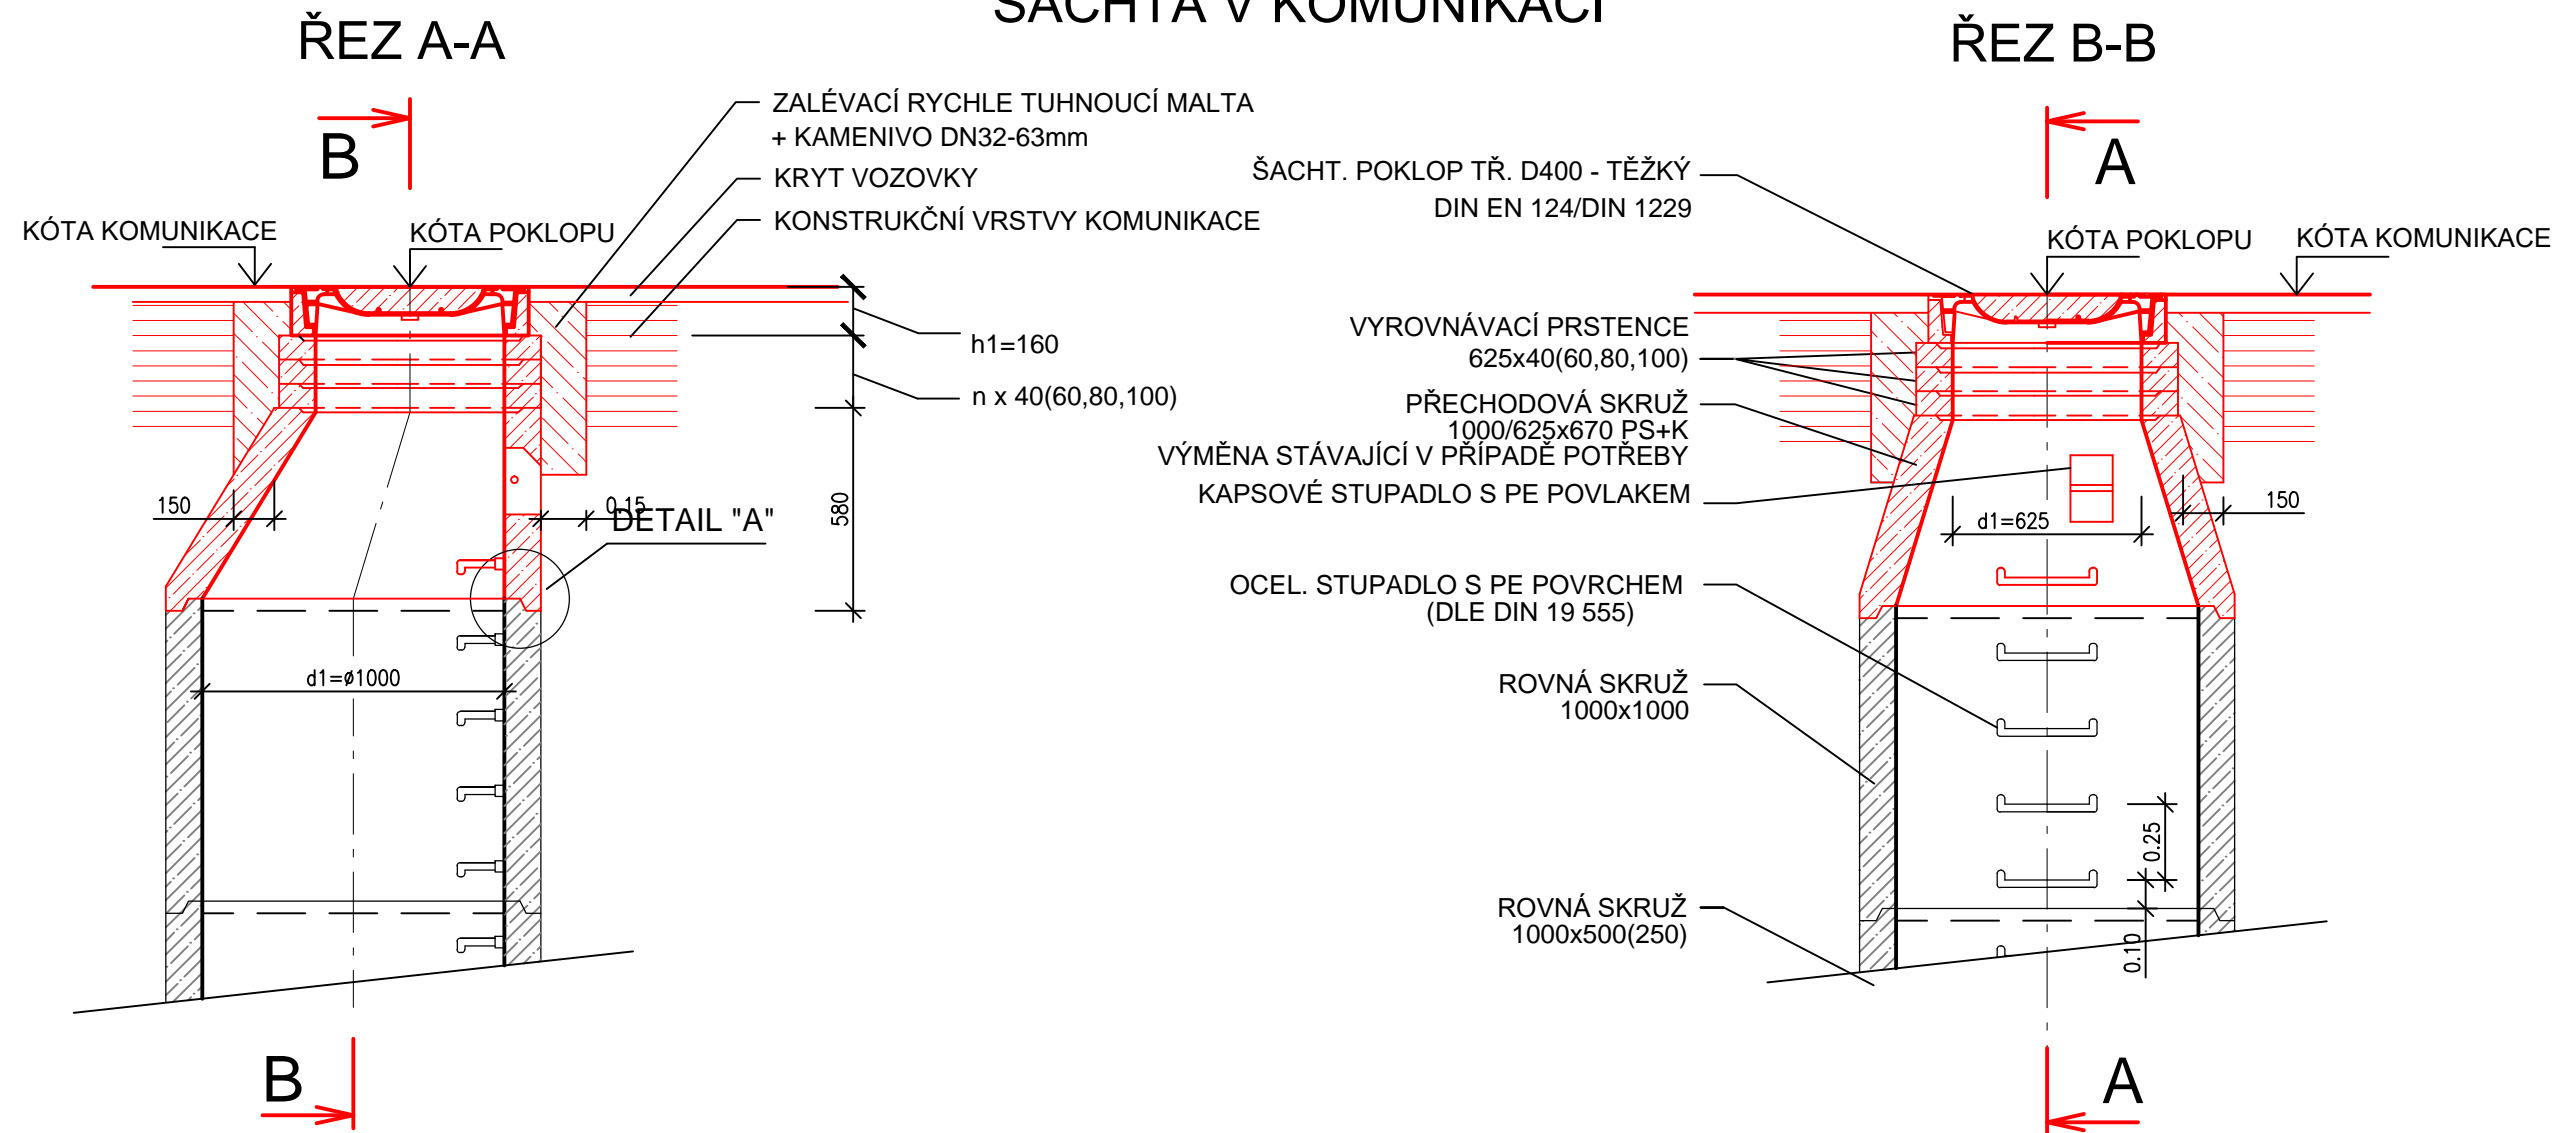 ŠACHTA V KOMUNIKACI
ŘEZ A-A
B
ZALÉVACÍ RYCHLE TUHNOUCÍ MALTA
+ KAMENIVO DN32-63mm
KRYT VOZOVKY
KONSTRUKČNÍ VRSTVY KOMUNIKACE
KÓTA KOMUNIKACE
KÓTA POKLOPU
h1=160
n x 40(60,80,100)
150
0.15
580
DETAIL "A"
d1=ø1000
B
ŘEZ B-B
A
ŠACHT. POKLOP TŘ. D400 - TĚŽKÝ
DIN EN 124/DIN 1229
KÓTA POKLOPU
KÓTA KOMUNIKACE
VYROVNÁVACÍ PRSTENCE
625x40(60,80,100)
PŘECHODOVÁ SKRUŽ
1000/625x670 PS+K
VÝMĚNA STÁVAJÍCÍ V PŘÍPADĚ POTŘEBY
KAPSOVÉ STUPADLO S PE POVLAKEM
150
d1=625
OCEL. STUPADLO S PE POVRCHEM
(DLE DIN 19 555)
ROVNÁ SKRUŽ
1000x1000
0.25
ROVNÁ SKRUŽ
1000x500(250)
0.10
A